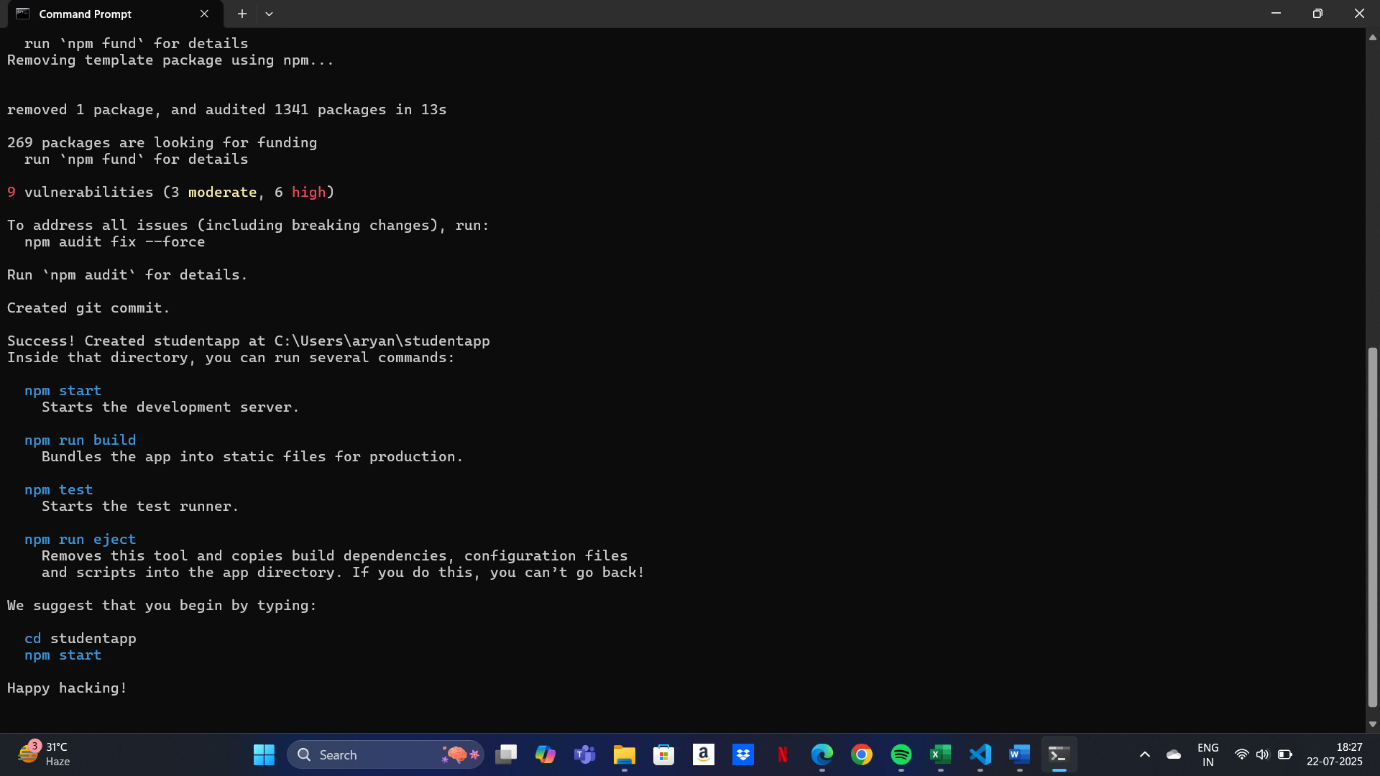 Command Prompt
run `npm fund` for details
Removing template package using npm...
removed 1 package, and audited 1341 packages in 13s
269 packages are looking for funding
run `npm fund` for details
9 vulnerabilities (3 moderate, 6 high)
To address all issues (including breaking changes), run:
npm audit fix --force
Run `npm audit` for details.
Created git commit.
Success! Created studentapp at C:\Users\aryan\studentapp
Inside that directory, you can run several commands:
npm start
Starts the development server.
npm run build
Bundles the app into static files for production.
npm test
Starts the test runner.
npm run eject
Removes this tool and copies build dependencies, configuration files
and scripts into the app directory. If you do this, you can’t go back!
We suggest that you begin by typing:
cd studentapp
npm start
Happy hacking!
3
31°C
Haze
Search
ENG
IN
18:27
22-07-2025